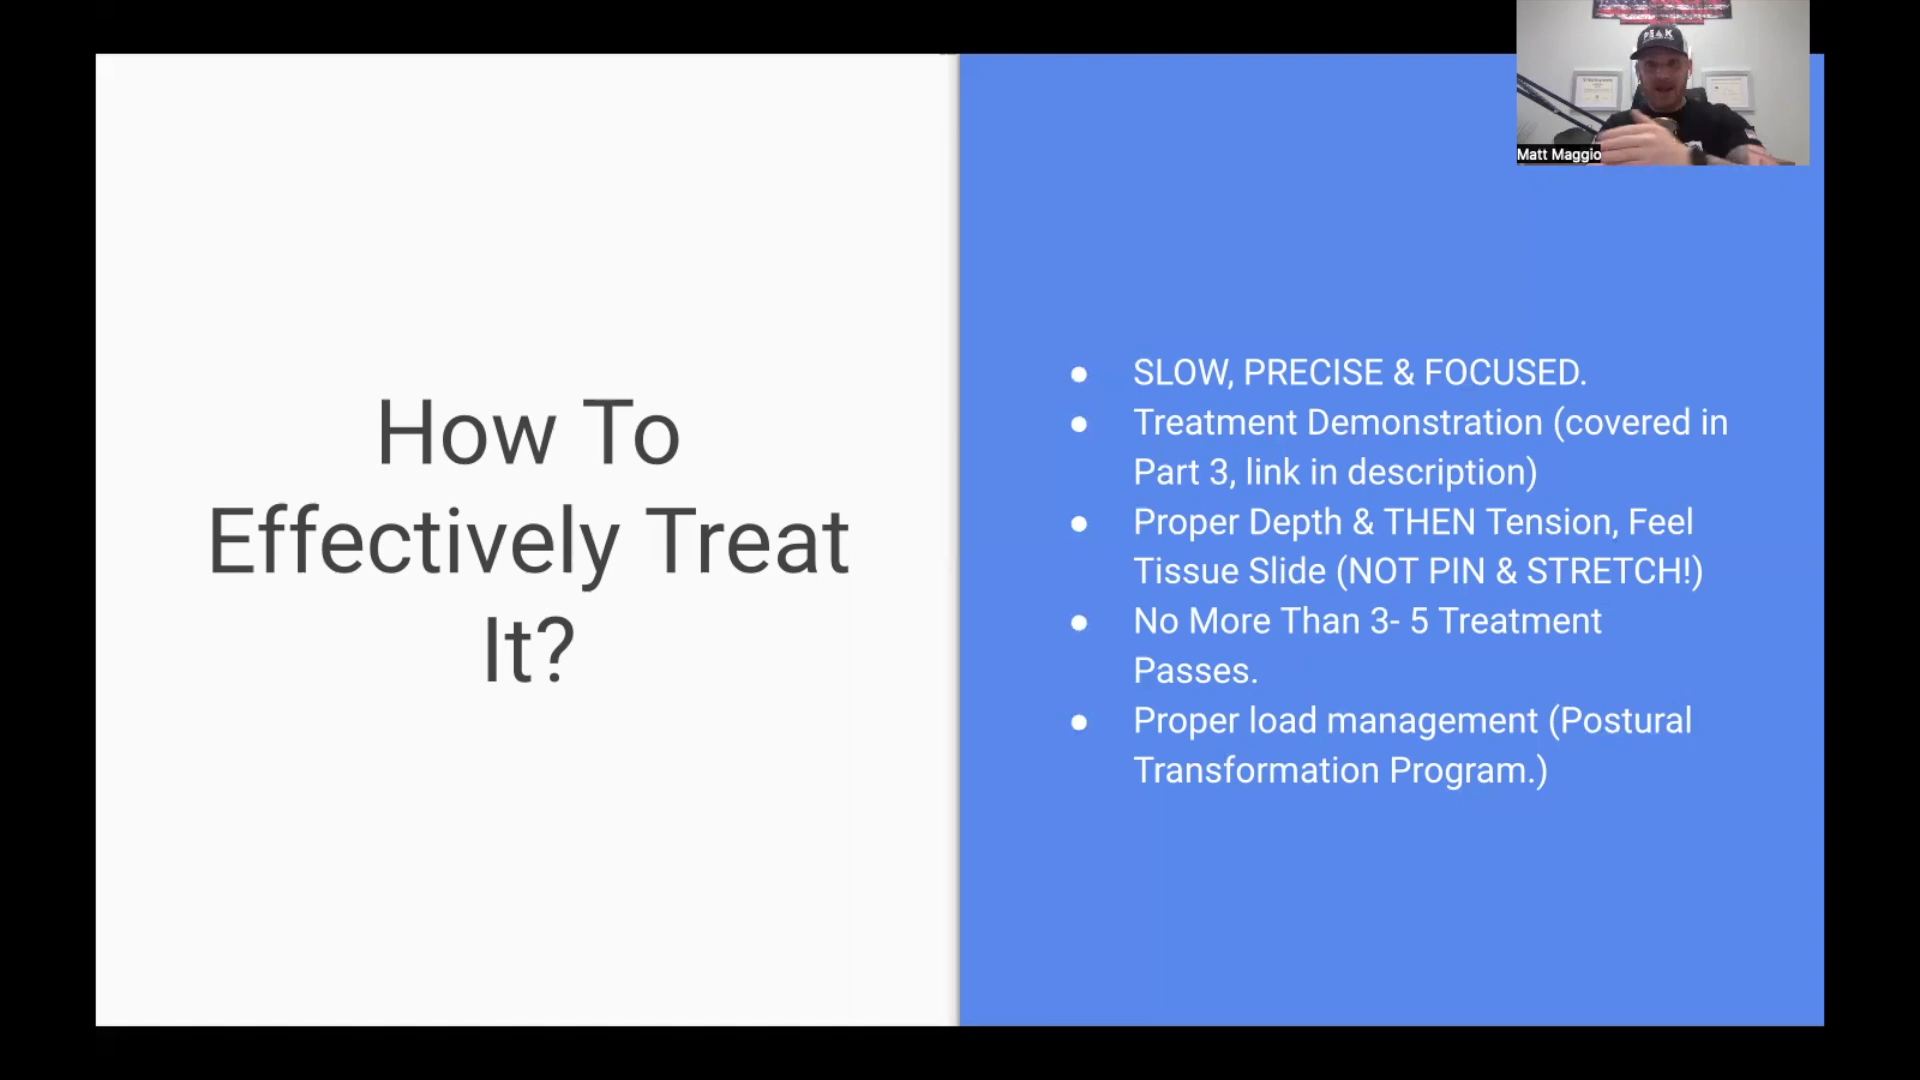 PEAK
Matt Maggio
How To
Effectively Treat
It?
● SLOW, PRECISE & FOCUSED.
● Treatment Demonstration (covered in
Part 3, link in description)
● Proper Depth & THEN Tension, Feel
Tissue Slide (NOT PIN & STRETCH!)
● No More Than 3- 5 Treatment
Passes.
● Proper load management (Postural
Transformation Program.)